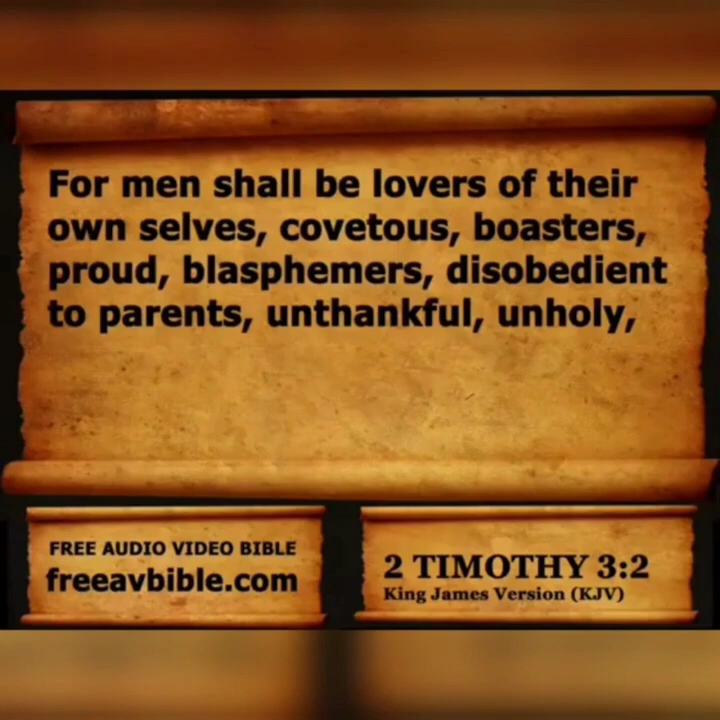 For men shall be lovers of their
own selves, covetous, boasters,
proud, blasphemers, disobedient
to parents, unthankful, unholy,
FREE AUDIO VIDEO BIBLE
freeavbible.com
2 TIMOTHY 3:2
King James Version (KJV)